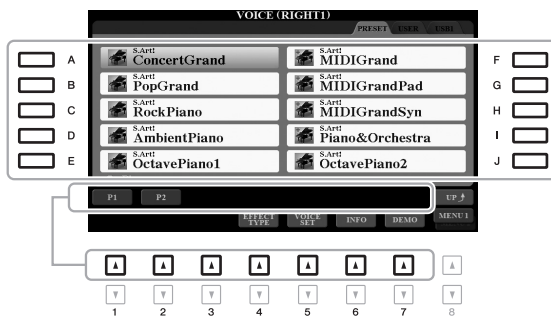 VOICE (RIGHT1)
PRESET USER USB1
A S.Art! ConcertGrand S.Art! MIDIGrand F
B S.Art! PopGrand S.Art! MIDIGrandPad G
C S.Art! RockPiano S.Art! MIDIGrandSyn H
D S.Art! AmbientPiano S.Art! Piano&Orchestra I
E S.Art! OctavePiano1 S.Art! OctavePiano2 J
P1 P2 UP
EFFECT TYPE VOICE SET INFO DEMO MENU 1
1 2 3 4 5 6 7 8